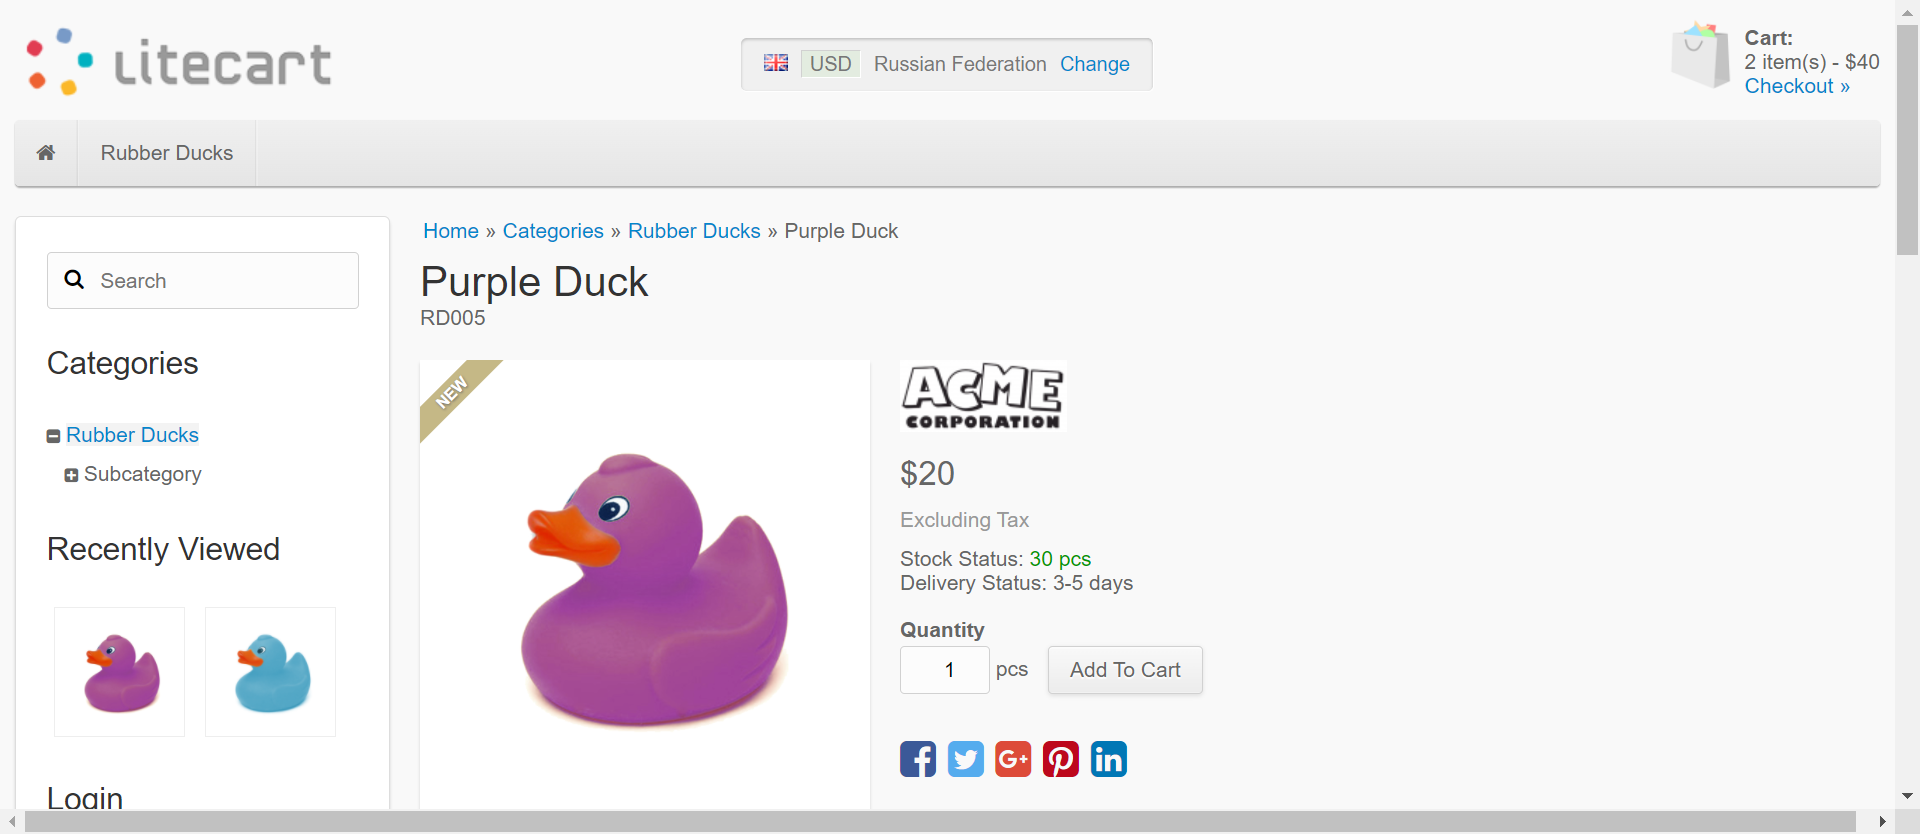 Litecart
USD Russian Federation Change
Cart:
2 item(s) - $40
Checkout »
Rubber Ducks
Search
Categories
Rubber Ducks
Subcategory
Recently Viewed
Login
Home » Categories » Rubber Ducks » Purple Duck
Purple Duck
RD005
NEW
ACME
CORPORATION
$20
Excluding Tax
Stock Status: 30 pcs
Delivery Status: 3-5 days
Quantity
1 pcs Add To Cart
f G+ in